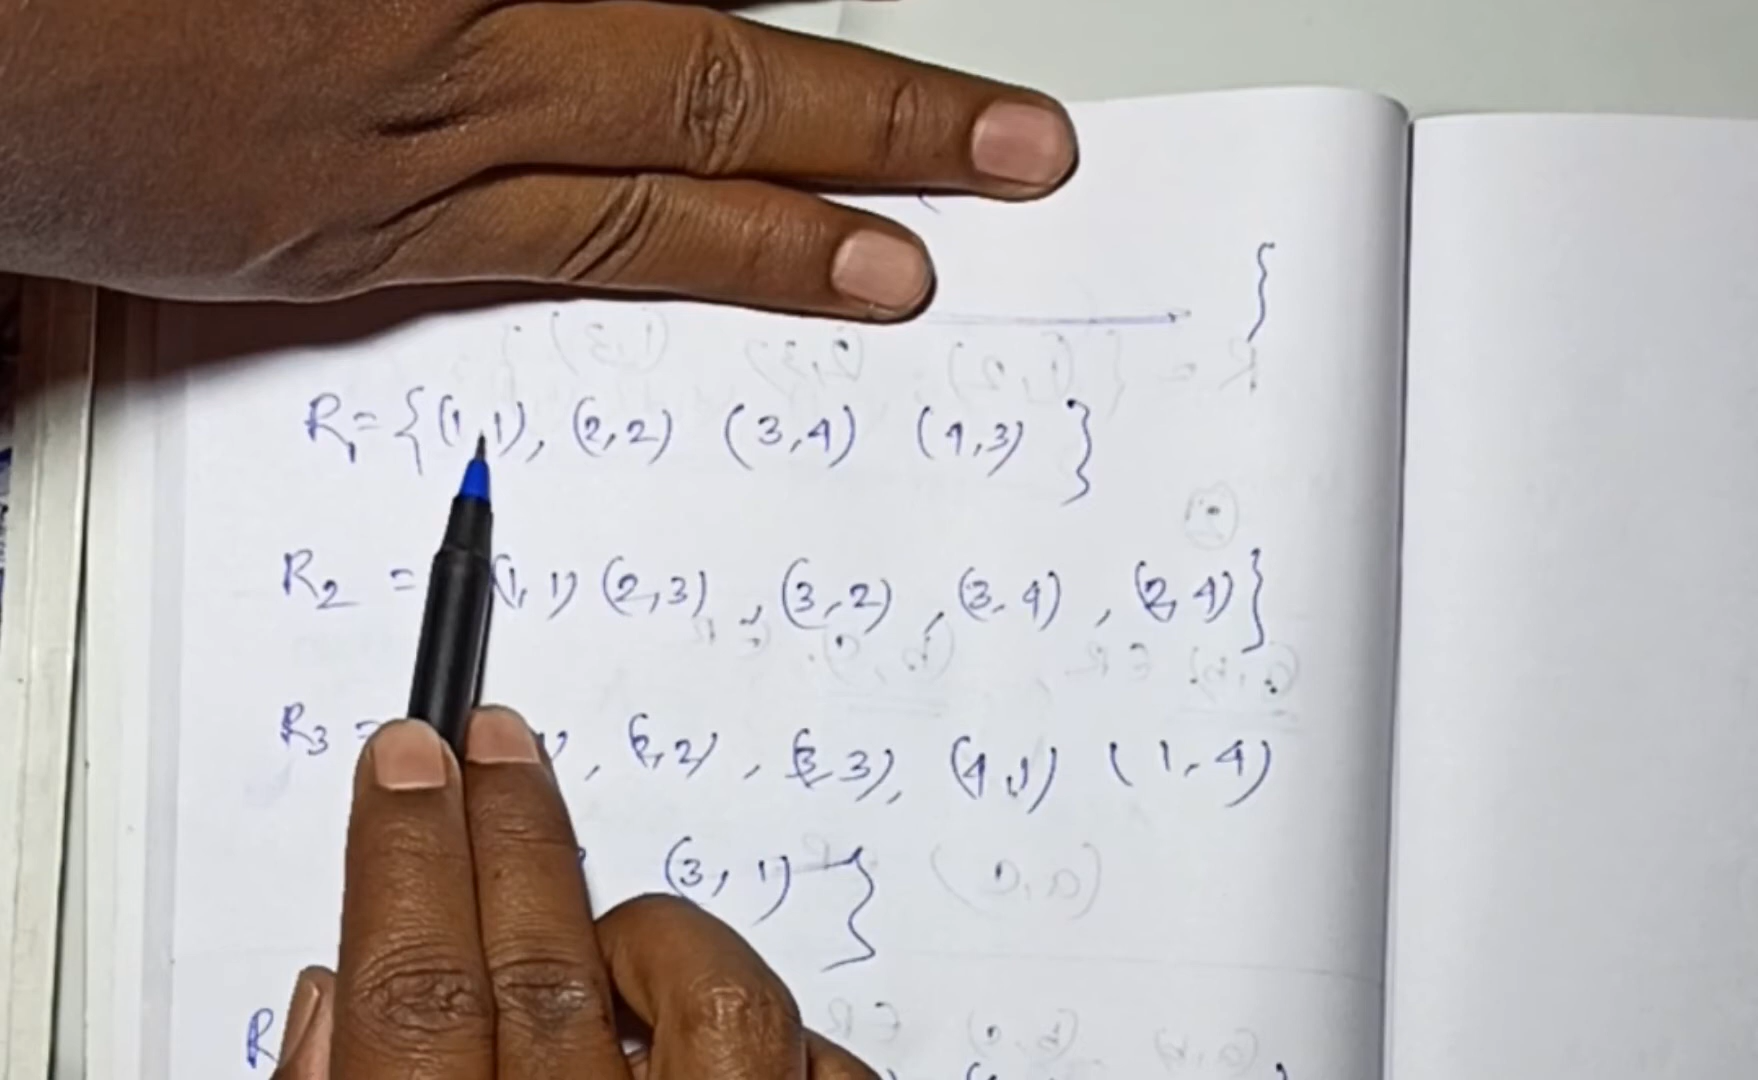 }
R₁ = {(1,1), (2,2) (3,4) (4,3) }
R₂ = (1,1) (2,3), (3,2), (3,4), (2,4)}
R₃ = , (2,2), (3,3), (4,1) (1,4)
(3,1) }
R